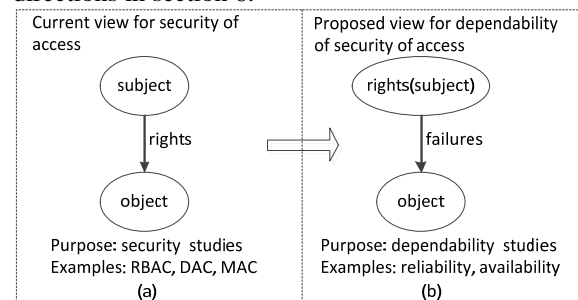 directions in section 6.
Current view for security of
access
subject
rights
object
Purpose: security studies
Examples: RBAC, DAC, MAC
(a)
Proposed view for dependability
of security of access
rights(subject)
failures
object
Purpose: dependability studies
Examples: reliability, availability
(b)